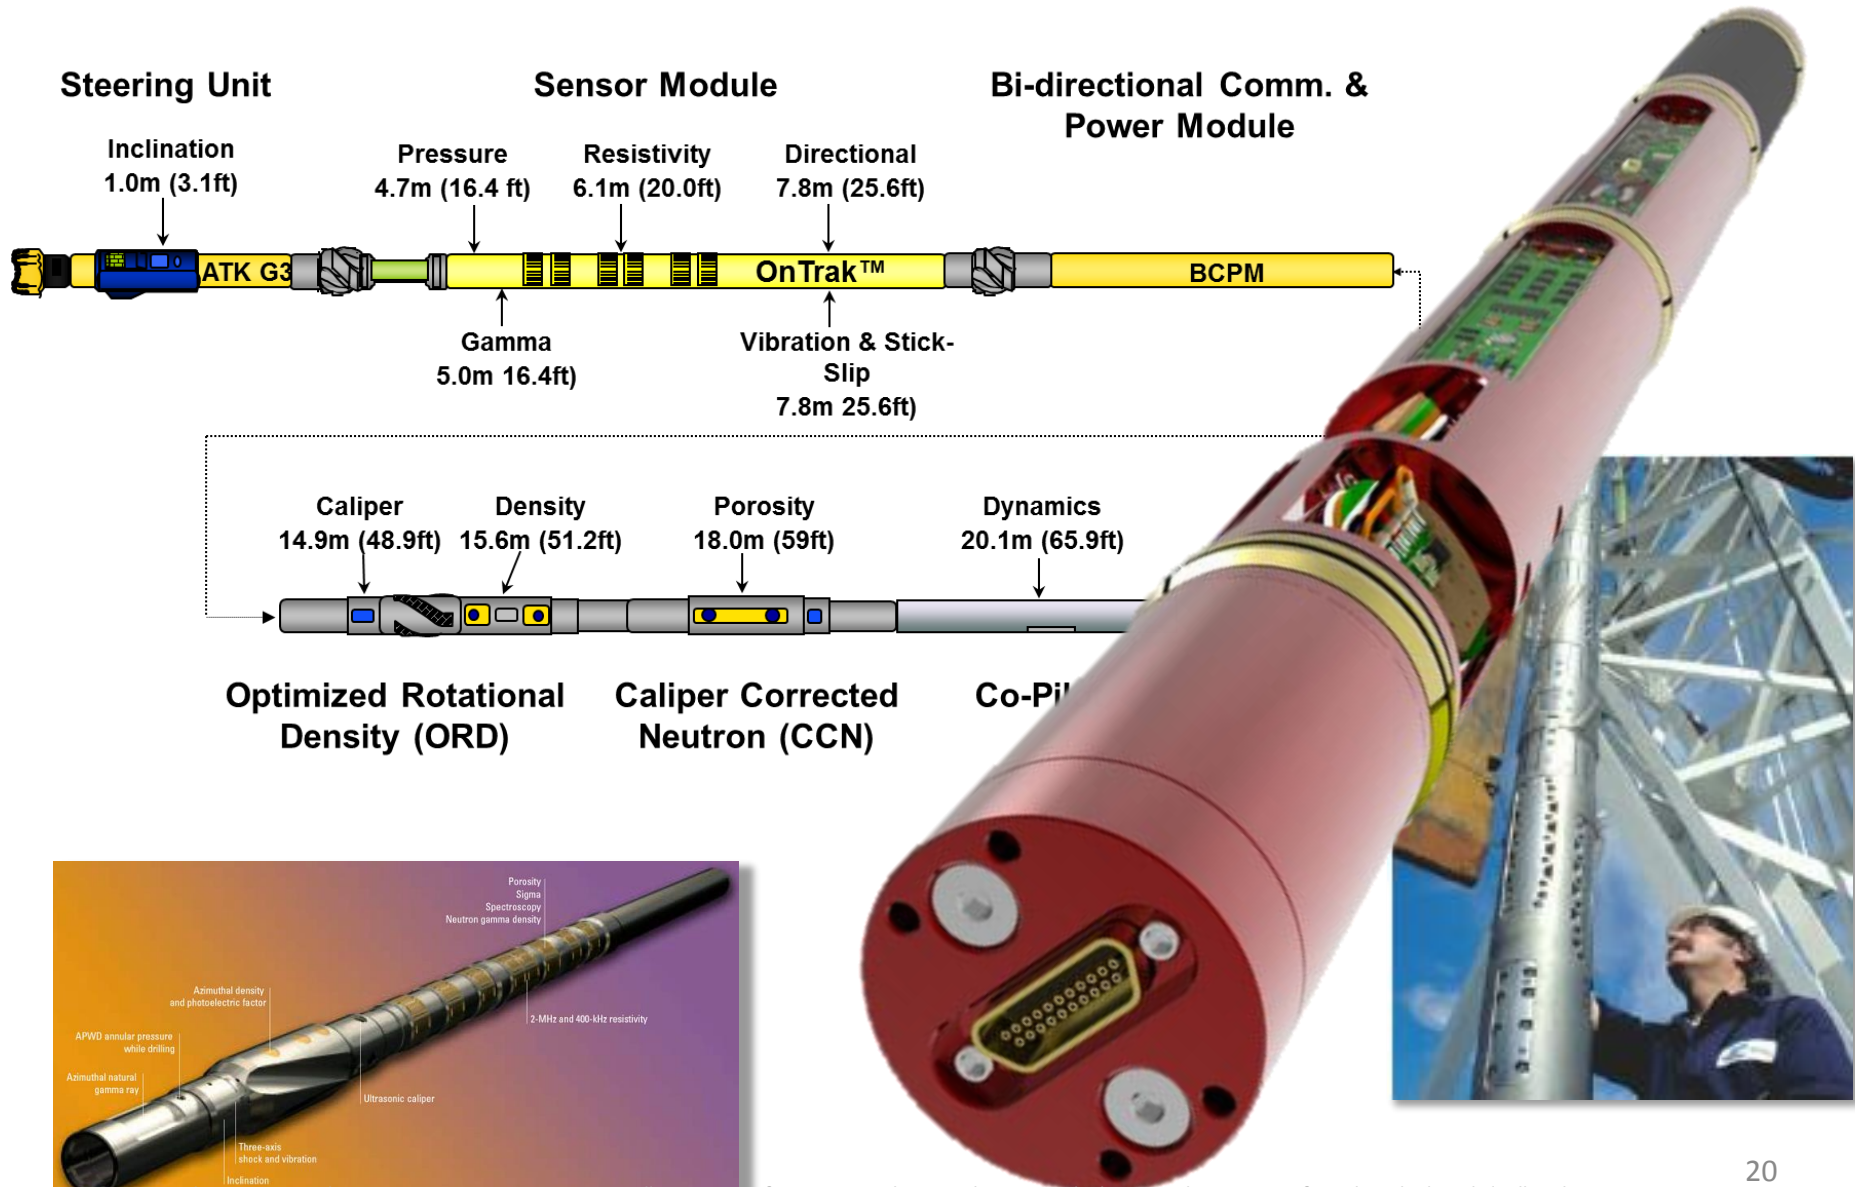 Steering Unit
Sensor Module
Bi-directional Comm. &
Power Module
Inclination
1.0m (3.1ft)
Pressure
4.7m (16.4 ft)
Resistivity
6.1m (20.0ft)
Directional
7.8m (25.6ft)
ATK G3
OnTrak™
BCPM
Gamma
5.0m 16.4ft)
Vibration & Stick-
Slip
7.8m 25.6ft)
Caliper
14.9m (48.9ft)
Density
15.6m (51.2ft)
Porosity
18.0m (59ft)
Dynamics
20.1m (65.9ft)
Optimized Rotational
Density (ORD)
Caliper Corrected
Neutron (CCN)
Porosity
Sigma
Spectroscopy
Neutron gamma density
Azimuthal density
and photoelectric factor
2-MHz and 400-kHz resistivity
APWD annular pressure
while drilling
Azimuthal natural
gamma ray
Ultrasonic caliper
Three-axis
shock and vibration
Inclination
20